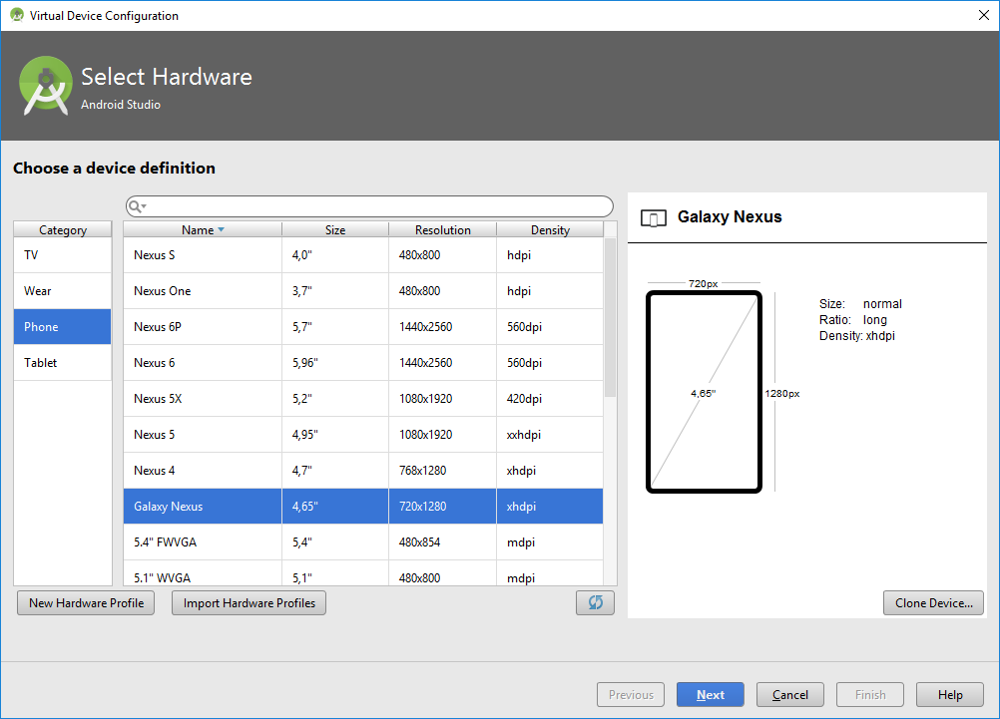 Virtual Device Configuration
Select Hardware
Android Studio
Choose a device definition
Category
TV
Wear
Phone
Tablet
Name Size Resolution Density
Nexus S 4,0" 480x800 hdpi
Nexus One 3,7" 480x800 hdpi
Nexus 6P 5,7" 1440x2560 560dpi
Nexus 6 5,96" 1440x2560 560dpi
Nexus 5X 5,2" 1080x1920 420dpi
Nexus 5 4,95" 1080x1920 xxhdpi
Nexus 4 4,7" 768x1280 xhdpi
Galaxy Nexus 4,65" 720x1280 xhdpi
5.4" FWVGA 5,4" 480x854 mdpi
5.1" WVGA 5,1" 480x800 mdpi
New Hardware Profile Import Hardware Profiles
Galaxy Nexus
720px
4,65"
1280px
Size: normal
Ratio: long
Density: xhdpi
Clone Device...
Previous Next Cancel Finish Help